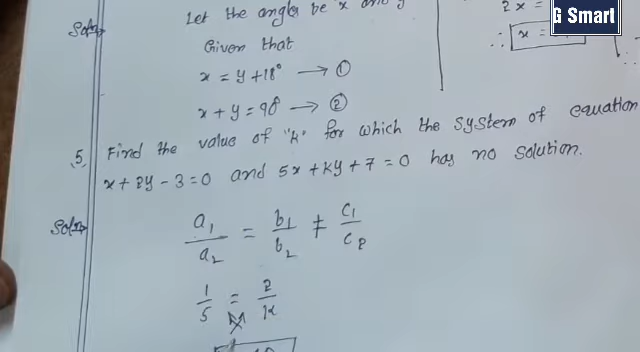 Let the angles be x and y
Soln
Given that
x = y + 18° → ①
x + y = 90° → ②
2x =
G Smart
∴ x =
5) Find the value of "k" for which the system of equation
x + 2y - 3 = 0 and 5x + ky + 7 = 0 has no solution.
Soln
a₁/a₂ = b₁/b₂ ≠ c₁/c₂
1/5 = 2/k